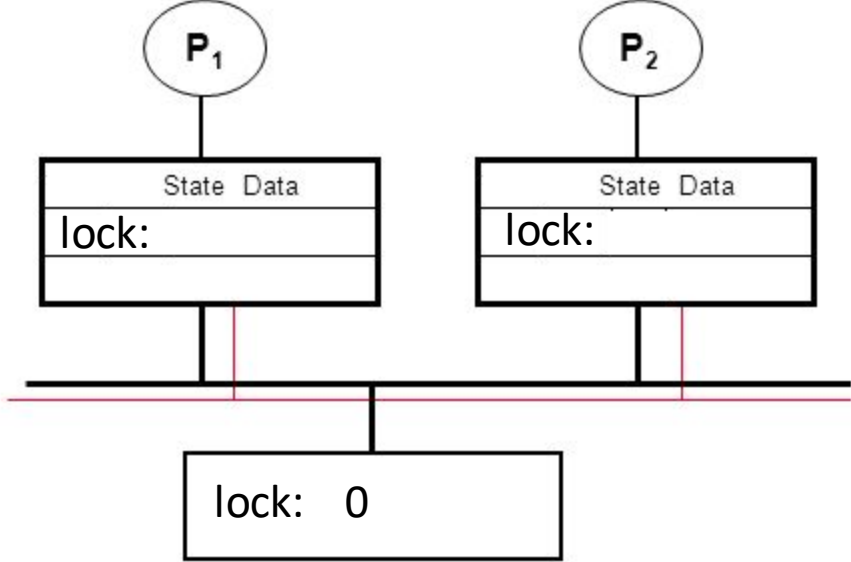 P₁ P₂
State Data State Data
lock: lock:
lock: 0